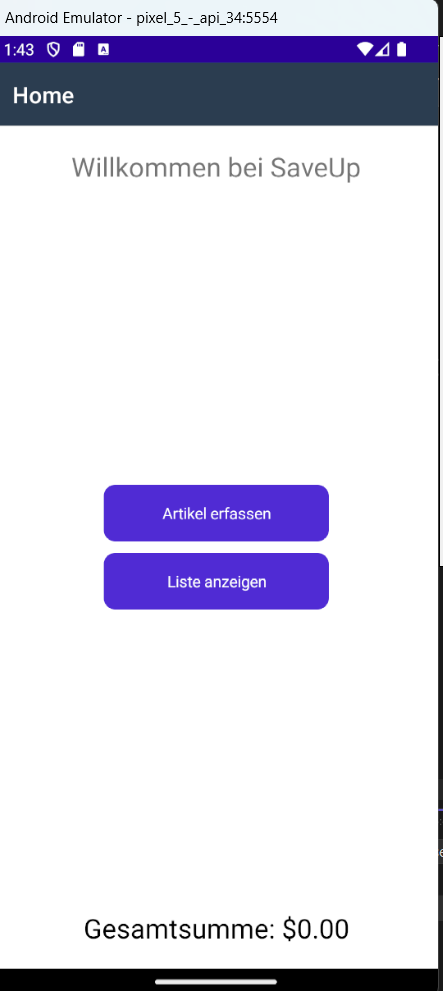 Android Emulator - pixel_5_-_api_34:5554
1:43 A
Home
Willkommen bei SaveUp
Artikel erfassen
Liste anzeigen
Gesamtsumme: $0.00